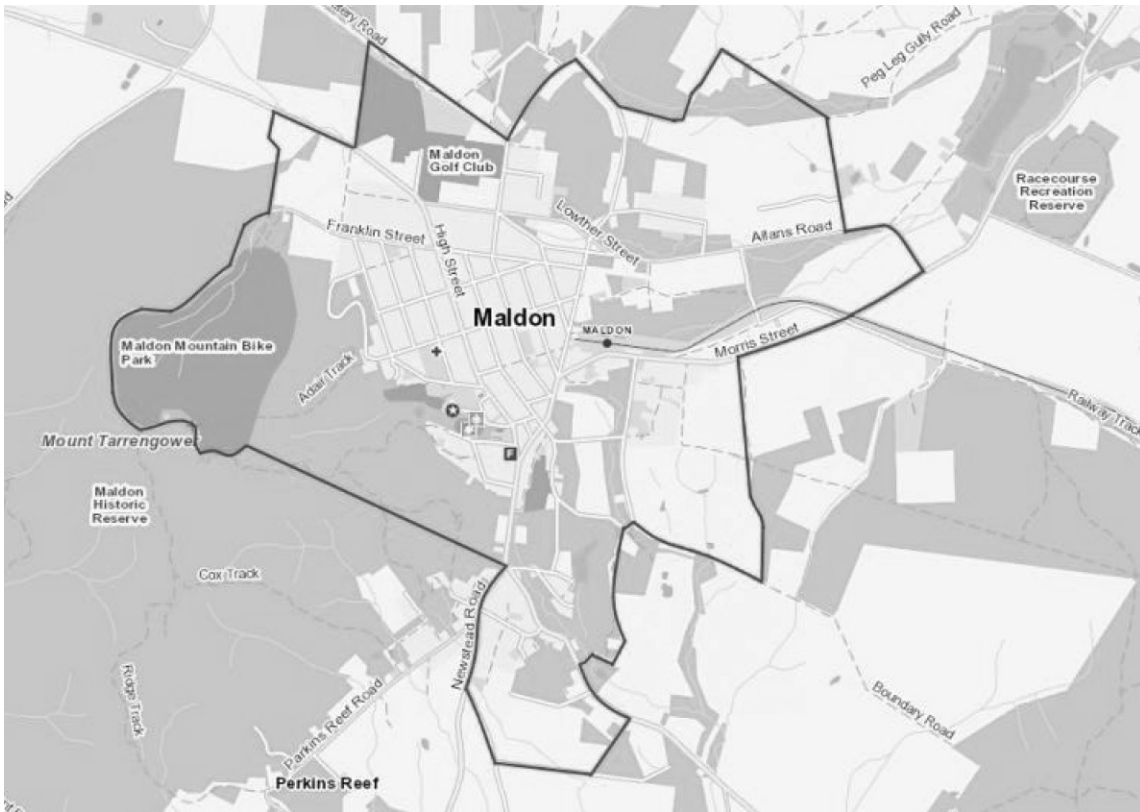 Peg Leg Gully Road
Maldon
Golf Club
Racecourse
Recreation
Reserve
Lowther Street
Franklin Street
High Street
Allans Road
Maldon
MALDON
Morris Street
Maldon Mountain Bike
Park
Adair Track
Railway Track
Mount Tarrengower
Maldon
Historic
Reserve
Cox Track
Newstead Road
Ridge Track
Parkins Reef Road
Boundary Road
Perkins Reef